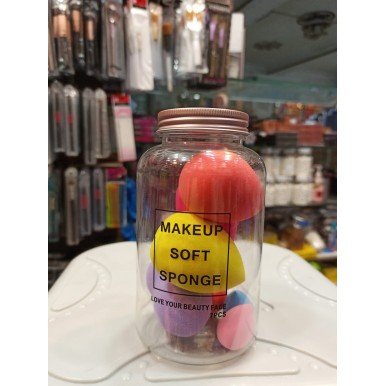 MAKEUP
SOFT
SPONGE
LOVE YOUR BEAUTY FACE
7PCS